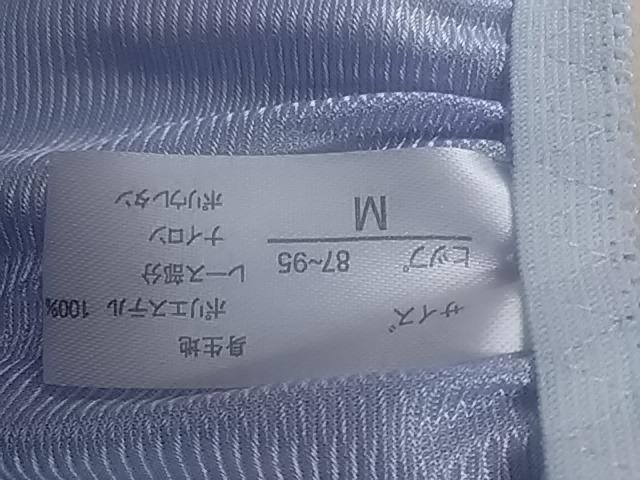 サイズ
ヒップ 87~95
M
身生地
ポリエステル 100%
レース部分
ナイロン
ポリウレタン